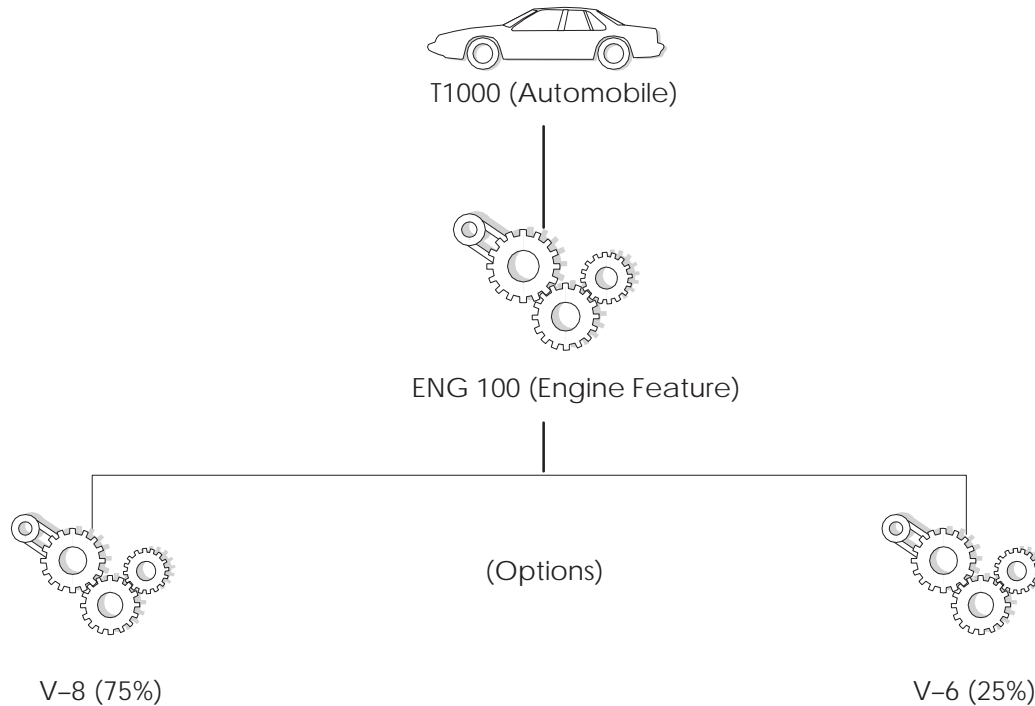 T1000 (Automobile)
ENG 100 (Engine Feature)
(Options)
V–8 (75%)
V–6 (25%)